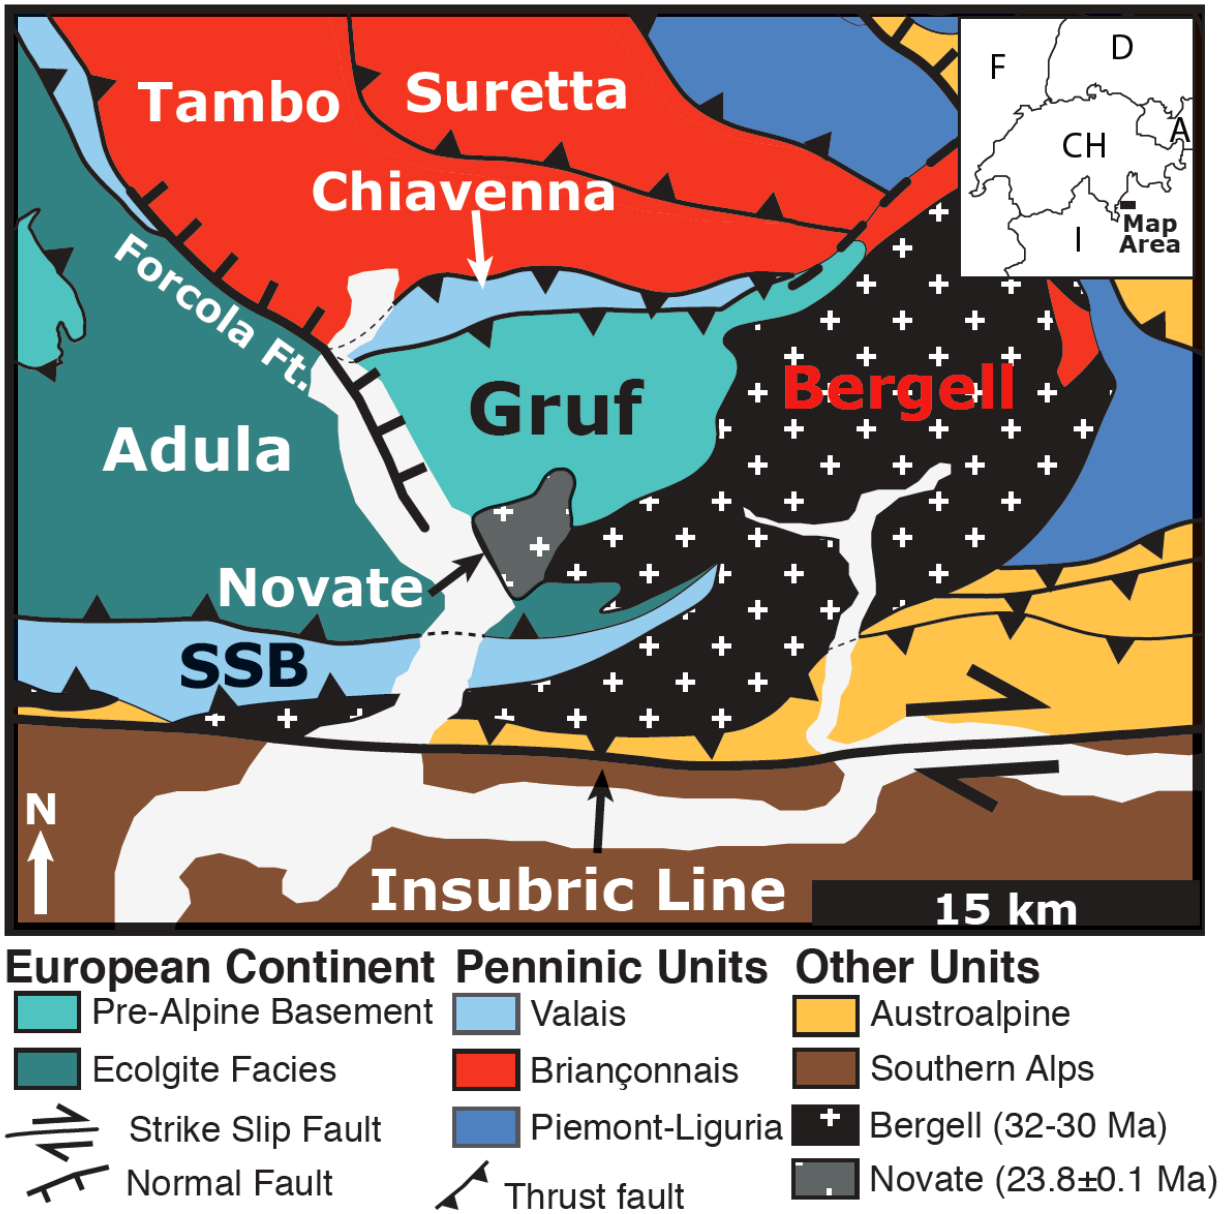 Tambo
Suretta
Chiavenna
Forcola Ft.
Gruf
Bergell
Adula
Novate
SSB
N
Insubric Line
15 km
F
D
CH
A
I
Map
Area
European Continent
Pre-Alpine Basement
Ecolgite Facies
Strike Slip Fault
Normal Fault
Penninic Units
Valais
Briançonnais
Piemont-Liguria
Thrust fault
Other Units
Austroalpine
Southern Alps
Bergell (32-30 Ma)
Novate (23.8±0.1 Ma)